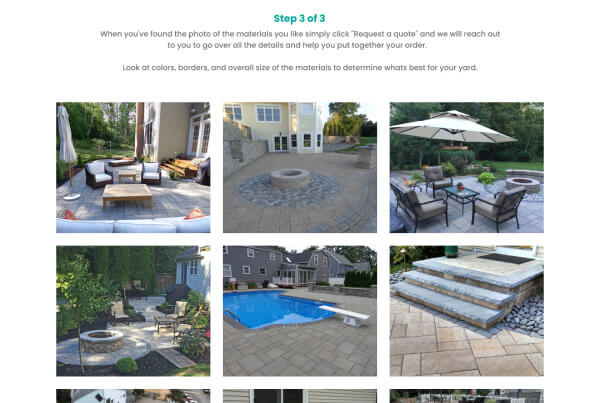 Step 3 of 3
When you've found the photo of the materials you like simply click "Request a quote" and we will reach out
to you to go over all the details and help you put together your order.
Look at colors, borders, and overall size of the materials to determine whats best for your yard.